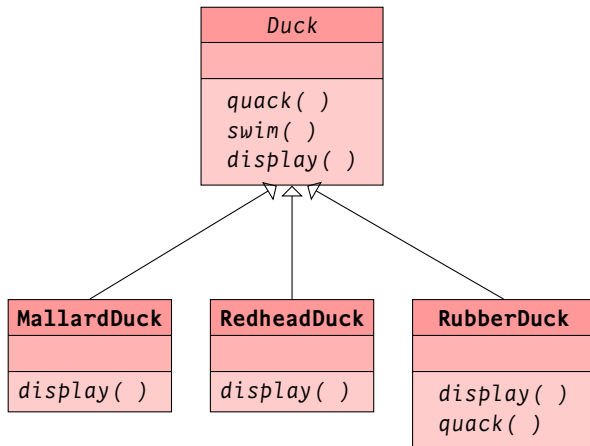 Duck
quack( )
swim( )
display( )
MallardDuck
display( )
RedheadDuck
display( )
RubberDuck
display( )
quack( )